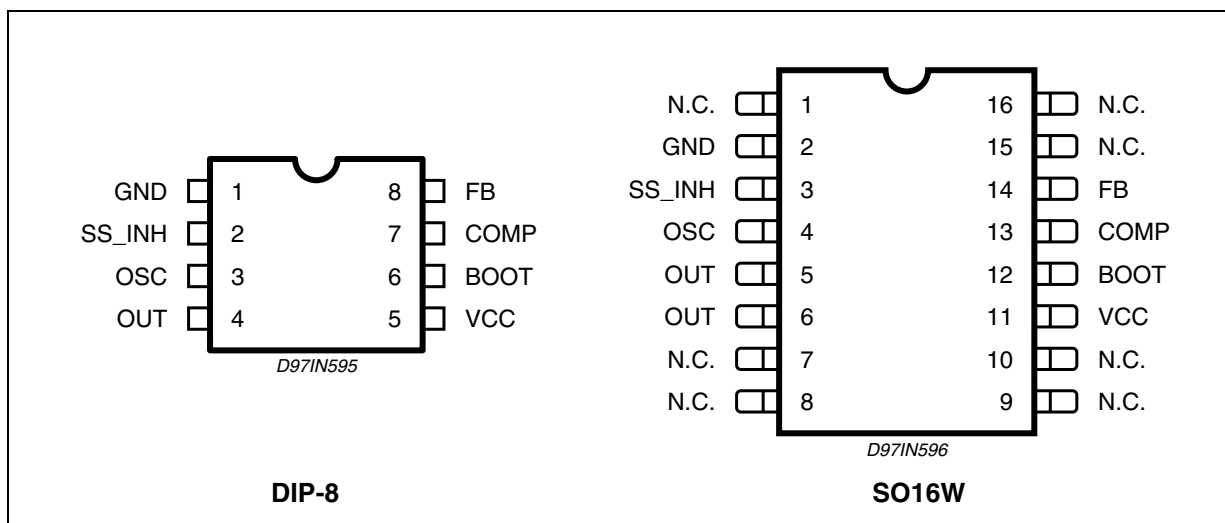 GND 1 8 FB
SS_INH 2 7 COMP
OSC 3 6 BOOT
OUT 4 5 VCC
D97IN595
DIP-8
N.C. 1 16 N.C.
GND 2 15 N.C.
SS_INH 3 14 FB
OSC 4 13 COMP
OUT 5 12 BOOT
OUT 6 11 VCC
N.C. 7 10 N.C.
N.C. 8 9 N.C.
D97IN596
SO16W